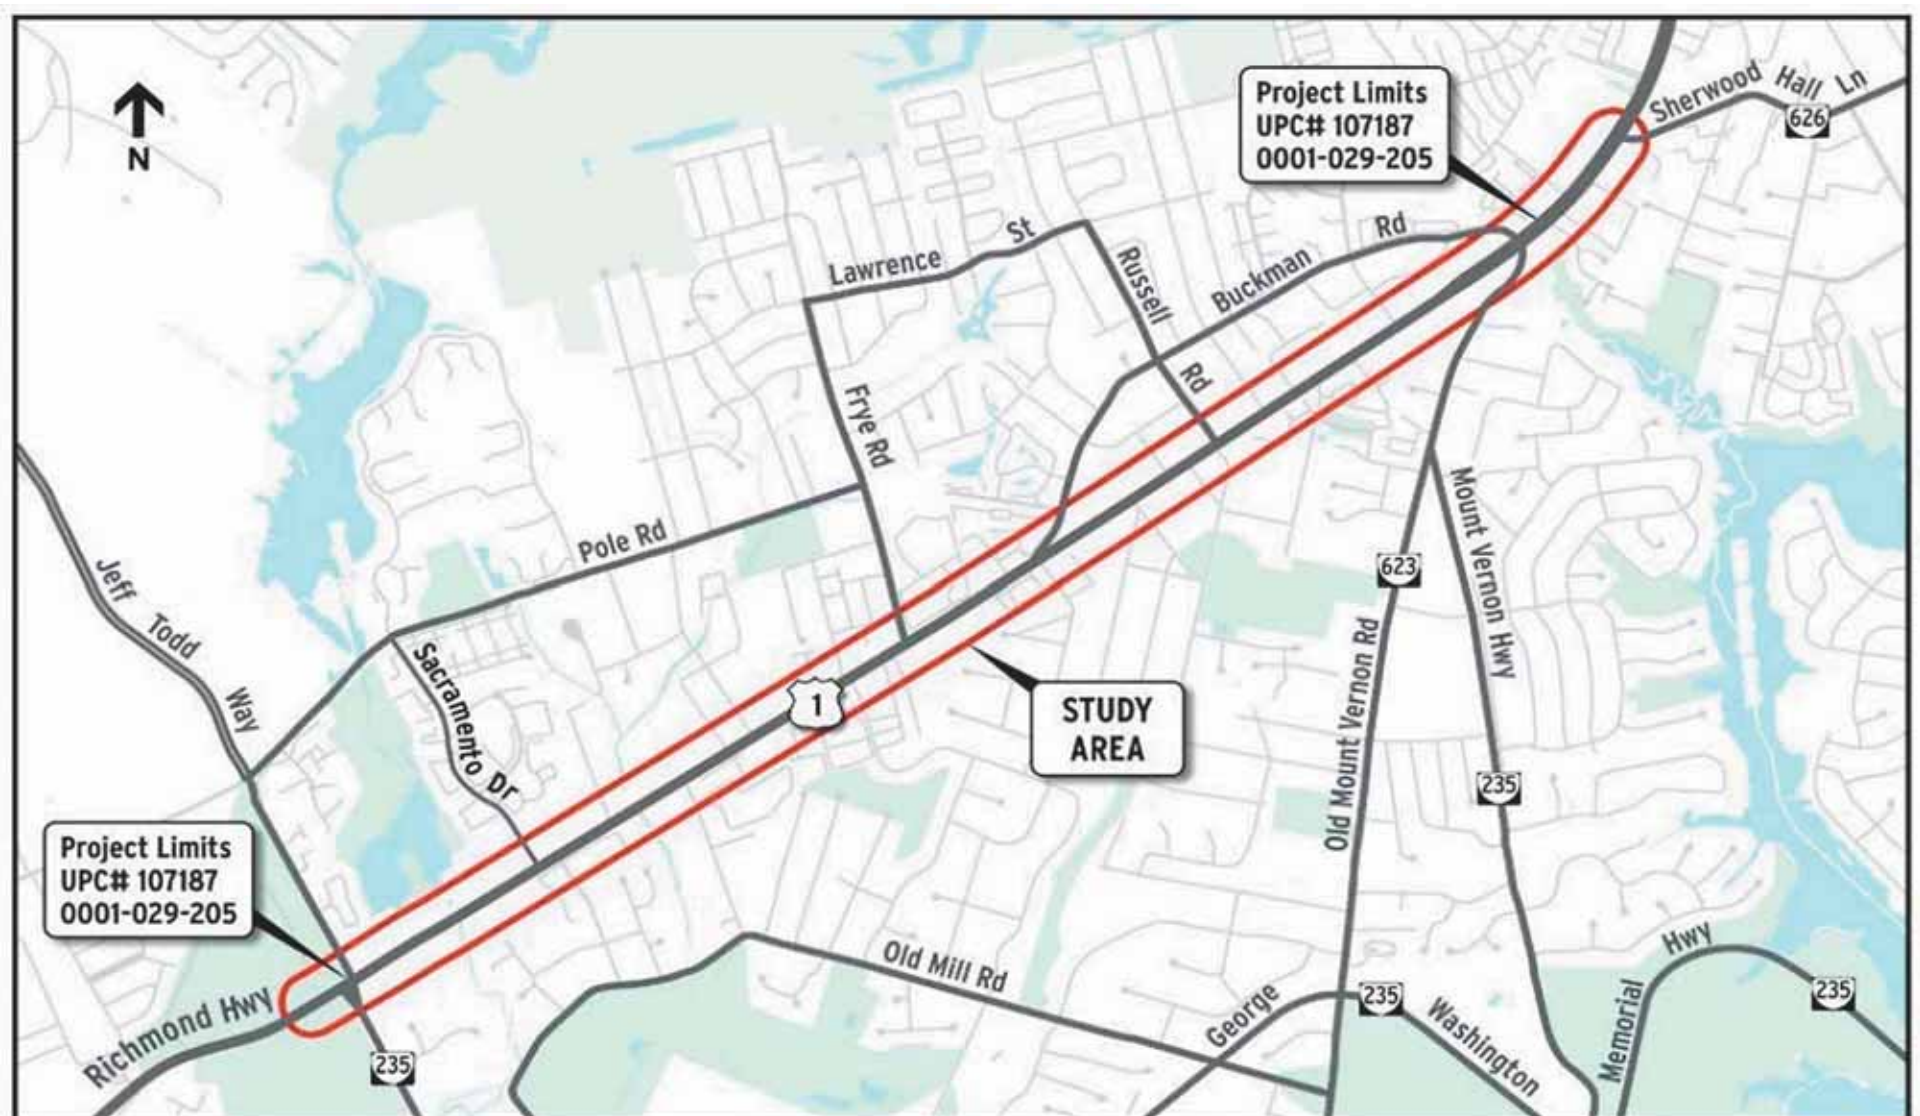 N
Project Limits
UPC# 107187
0001-029-205
Sherwood Hall Ln
626
Lawrence St
Russell Rd
Buckman Rd
Frye Rd
Pole Rd
Jeff Todd Way
Sacramento Dr
1
STUDY
AREA
623
Old Mount Vernon Rd
Mount Vernon Hwy
235
Project Limits
UPC# 107187
0001-029-205
Richmond Hwy
235
Old Mill Rd
George Washington
235
Memorial Hwy
235